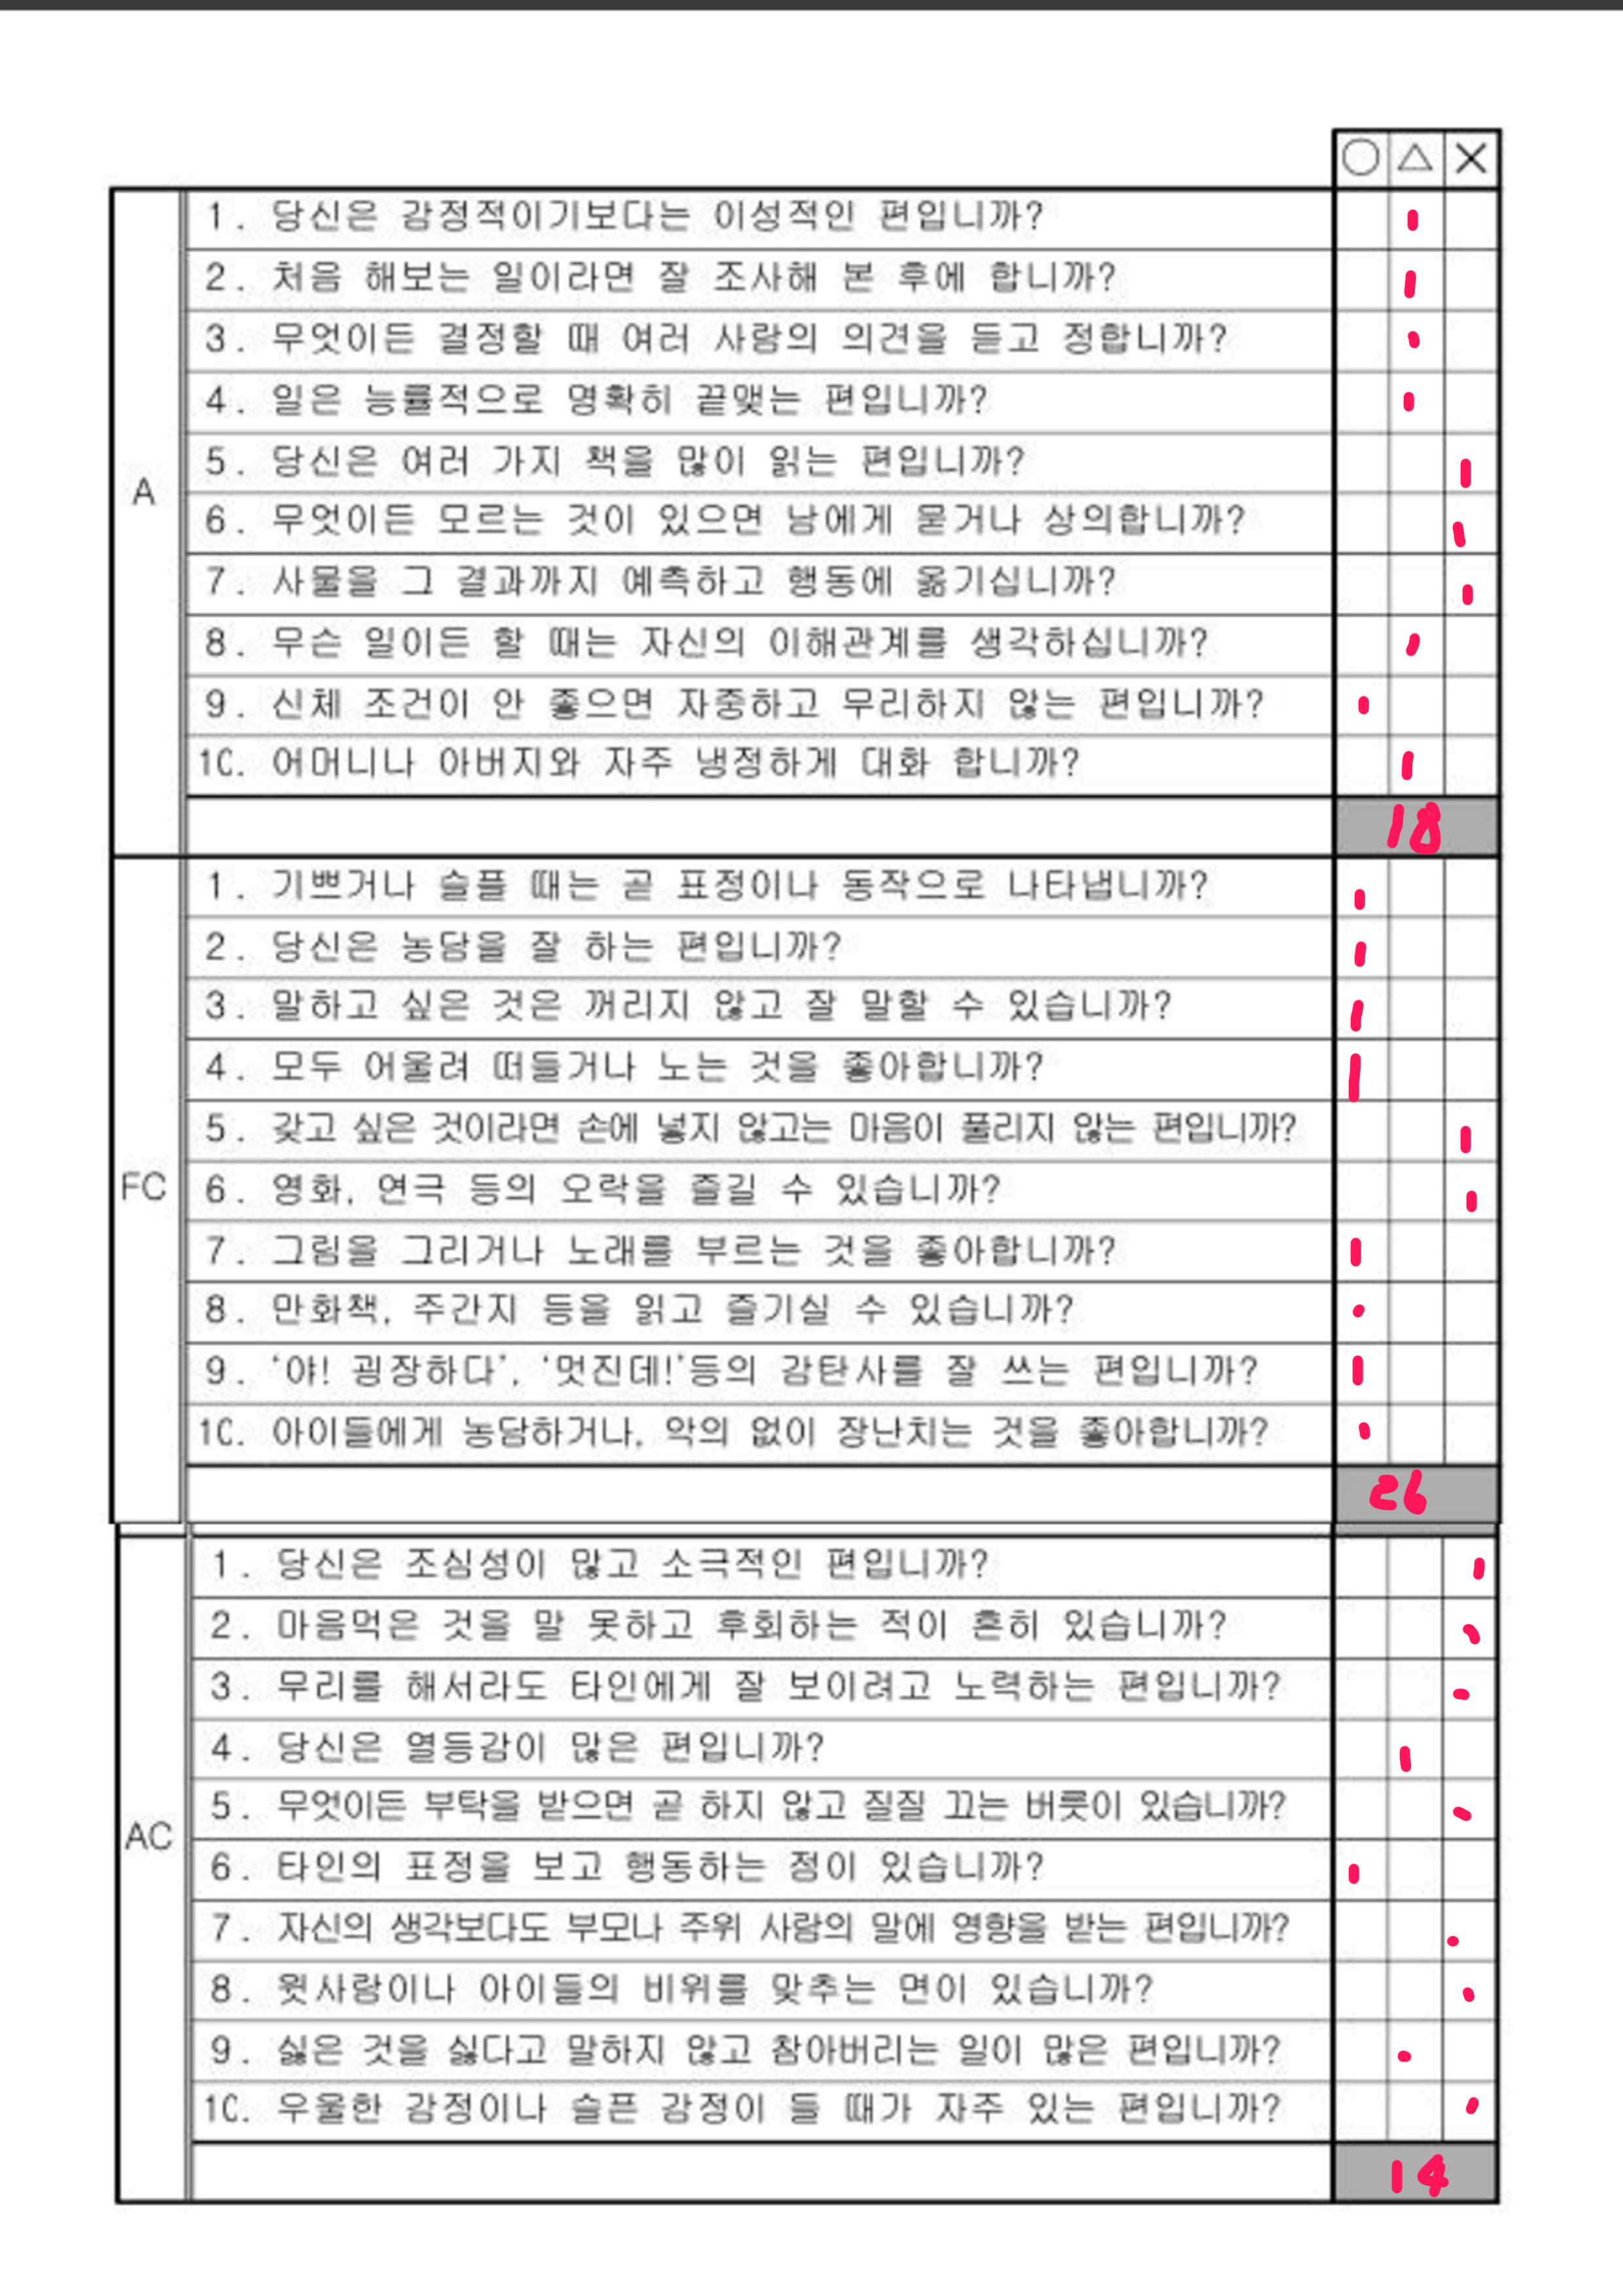 ○ △ ×
A
1. 당신은 감정적이기보다는 이성적인 편입니까?
2. 처음 해보는 일이라면 잘 조사해 본 후에 합니까?
3. 무엇이든 결정할 때 여러 사람의 의견을 듣고 정합니까?
4. 일은 능률적으로 명확히 끝맺는 편입니까?
5. 당신은 여러 가지 책을 많이 읽는 편입니까?
6. 무엇이든 모르는 것이 있으면 남에게 묻거나 상의합니까?
7. 사물을 그 결과까지 예측하고 행동에 옮기십니까?
8. 무슨 일이든 할 때는 자신의 이해관계를 생각하십니까?
9. 신체 조건이 안 좋으면 자중하고 무리하지 않는 편입니까?
10. 어머니나 아버지와 자주 냉정하게 대화 합니까?
18
FC
1. 기쁘거나 슬플 때는 곧 표정이나 동작으로 나타냅니까?
2. 당신은 농담을 잘 하는 편입니까?
3. 말하고 싶은 것은 꺼리지 않고 잘 말할 수 있습니까?
4. 모두 어울려 떠들거나 노는 것을 좋아합니까?
5. 갖고 싶은 것이라면 손에 넣지 않고는 마음이 풀리지 않는 편입니까?
6. 영화, 연극 등의 오락을 즐길 수 있습니까?
7. 그림을 그리거나 노래를 부르는 것을 좋아합니까?
8. 만화책, 주간지 등을 읽고 즐기실 수 있습니까?
9. '야! 굉장하다', '멋진데!'등의 감탄사를 잘 쓰는 편입니까?
10. 아이들에게 농담하거나, 악의 없이 장난치는 것을 좋아합니까?
26
AC
1. 당신은 조심성이 많고 소극적인 편입니까?
2. 마음먹은 것을 말 못하고 후회하는 적이 흔히 있습니까?
3. 무리를 해서라도 타인에게 잘 보이려고 노력하는 편입니까?
4. 당신은 열등감이 많은 편입니까?
5. 무엇이든 부탁을 받으면 곧 하지 않고 질질 끄는 버릇이 있습니까?
6. 타인의 표정을 보고 행동하는 점이 있습니까?
7. 자신의 생각보다도 부모나 주위 사람의 말에 영향을 받는 편입니까?
8. 윗사람이나 아이들의 비위를 맞추는 면이 있습니까?
9. 싫은 것을 싫다고 말하지 않고 참아버리는 일이 많은 편입니까?
10. 우울한 감정이나 슬픈 감정이 들 때가 자주 있는 편입니까?
14